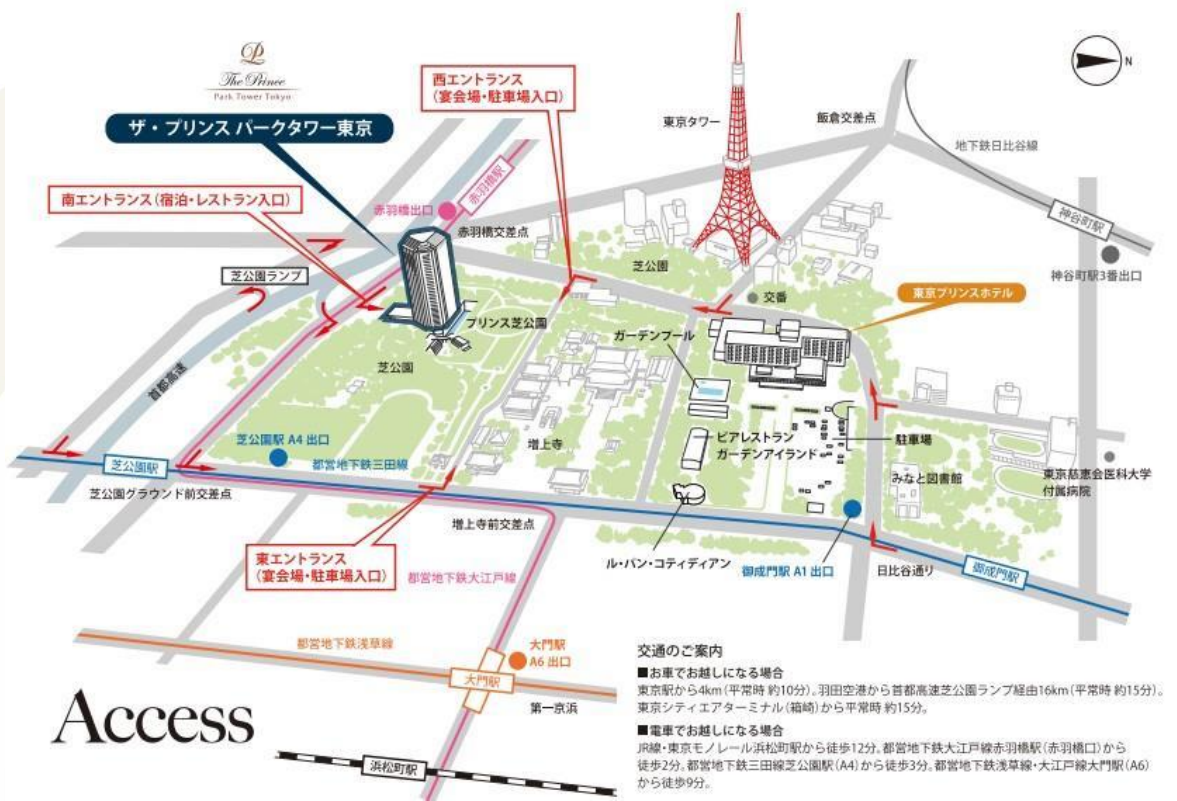 The Prince
Park Tower Tokyo
ザ・プリンス パークタワー東京
西エントランス
(宴会場・駐車場入口)
東京タワー
飯倉交差点
N
地下鉄日比谷線
神谷町駅
神谷町駅3番出口
南エントランス(宿泊・レストラン入口)
赤羽橋駅
赤羽橋出口
赤羽橋交差点
芝公園
交番
東京プリンスホテル
芝公園ランプ
首都高速
プリンス芝公園
芝公園
ガーデンプール
増上寺
ビアレストラン
ガーデンアイランド
駐車場
みなと図書館
東京慈恵会医科大学
付属病院
芝公園駅 A4 出口
都営地下鉄三田線
芝公園駅
芝公園グラウンド前交差点
増上寺前交差点
東エントランス
(宴会場・駐車場入口)
ル・パン・コティディアン
御成門駅 A1 出口
日比谷通り
御成門駅
都営地下鉄大江戸線
都営地下鉄浅草線
大門駅
A6 出口
大門駅
第一京浜
浜松町駅
Access
交通のご案内
■お車でお越しになる場合
東京駅から4km(平常時 約10分)。羽田空港から首都高速芝公園ランプ経由16km(平常時 約15分)。
東京シティエアターミナル(箱崎)から平常時 約15分。
■電車でお越しになる場合
JR線・東京モノレール浜松町駅から徒歩12分。都営地下鉄大江戸線赤羽橋駅(赤羽橋口)から
徒歩2分。都営地下鉄三田線芝公園駅(A4)から徒歩3分。都営地下鉄浅草線・大江戸線大門駅(A6)
から徒歩9分。